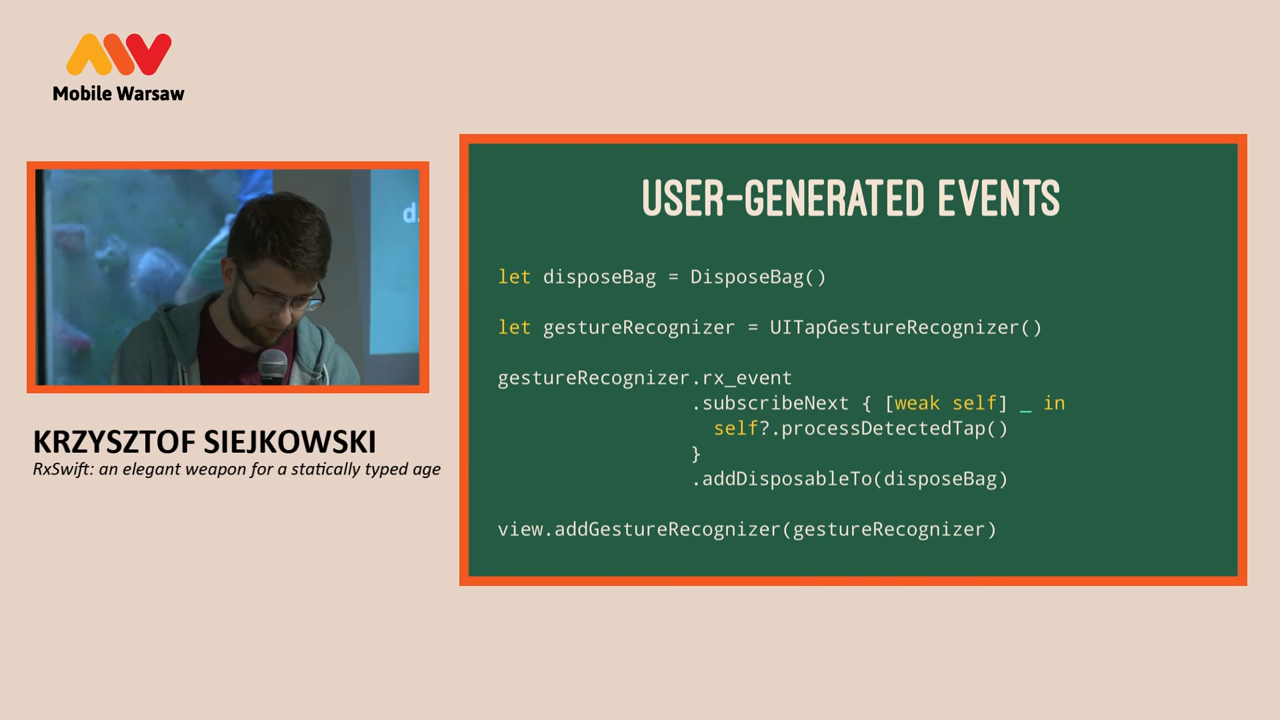 Mobile Warsaw
d.
KRZYSZTOF SIEJKOWSKI
RxSwift: an elegant weapon for a statically typed age
USER-GENERATED EVENTS
let disposeBag = DisposeBag()
let gestureRecognizer = UITapGestureRecognizer()
gestureRecognizer.rx_event
.subscribeNext { [weak self] _ in
self?.processDetectedTap()
}
.addDisposableTo(disposeBag)
view.addGestureRecognizer(gestureRecognizer)